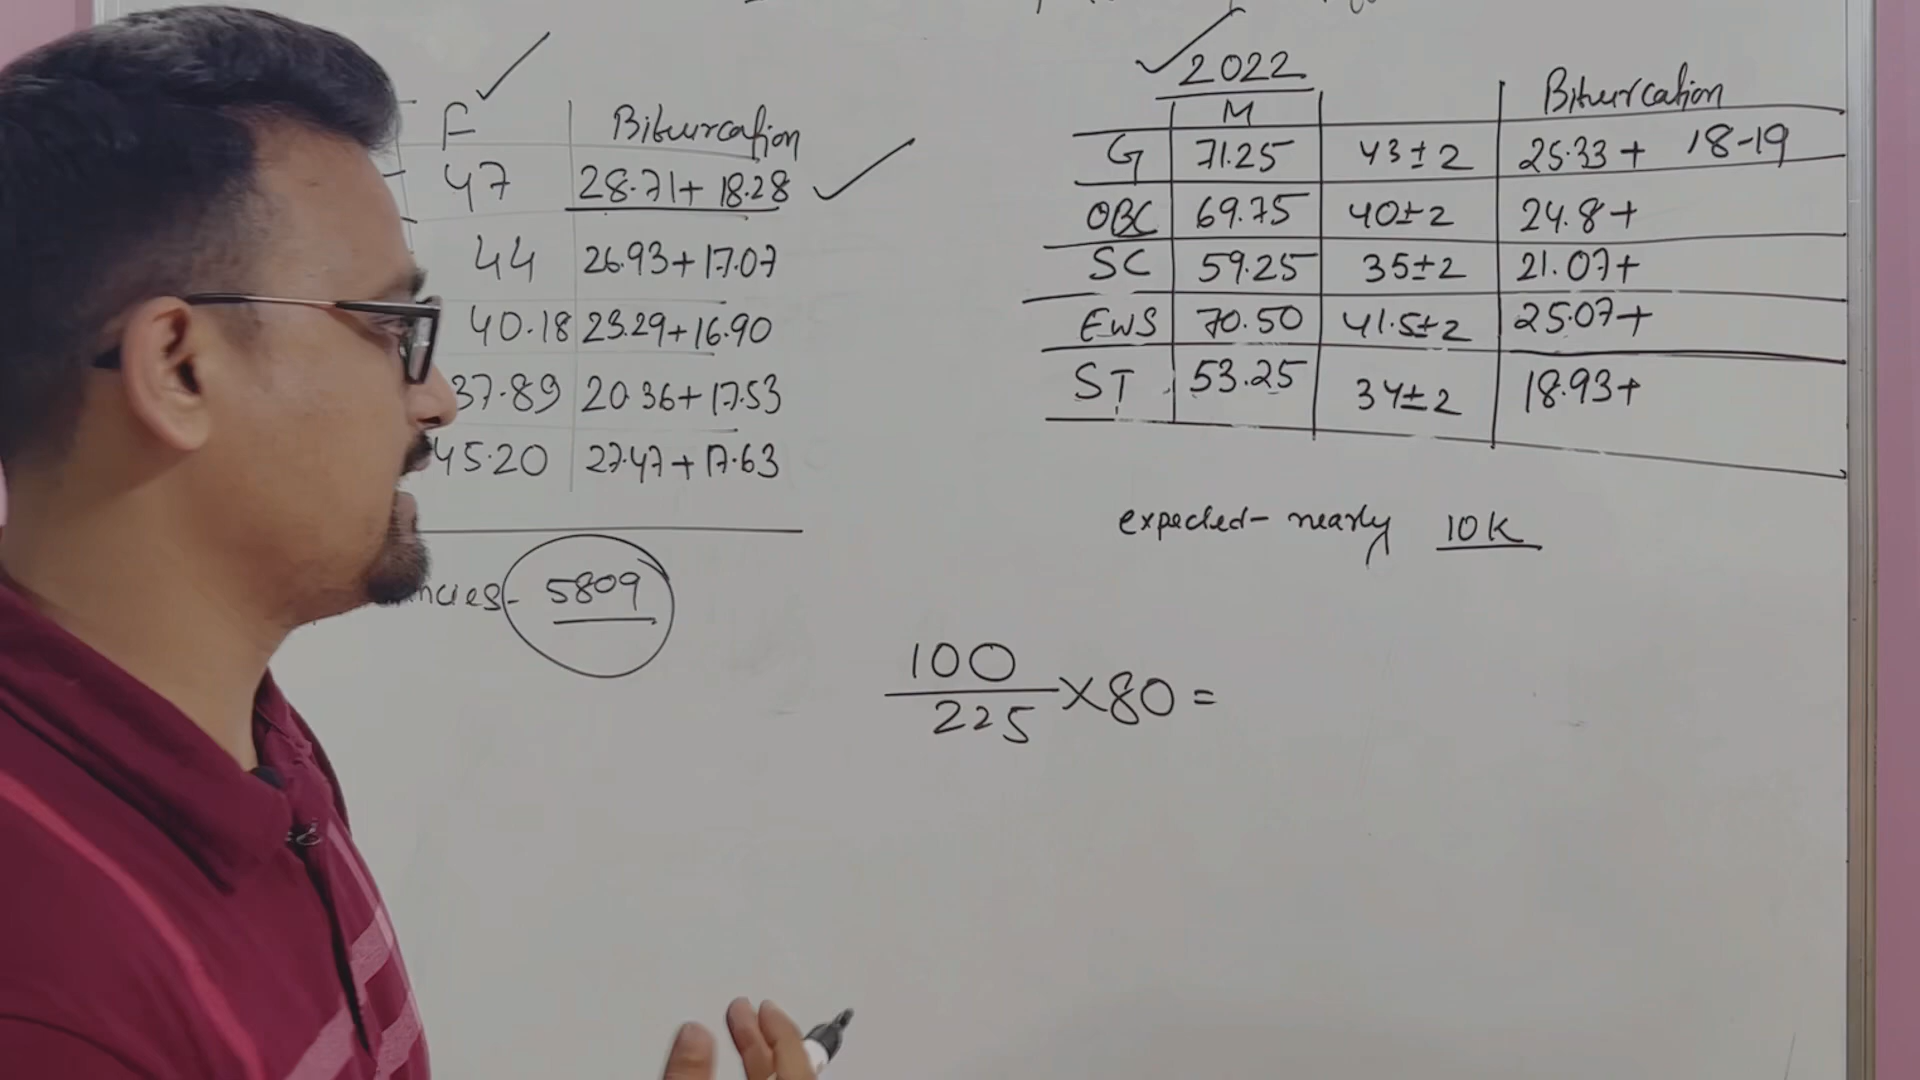 F | Bifurcation
47 | 28.71+ 18.28
44 | 26.93+17.07
40.18 | 23.29+16.90
37.89 | 20.36+17.53
45.20 | 27.47+17.63
ncies- 5809
2022
M | Bifurcation
G | 71.25 | 43±2 | 25.33+ 18-19
OBC | 69.75 | 40±2 | 24.8+
SC | 59.25 | 35±2 | 21.07+
EWS | 70.50 | 41.5±2 | 25.07+
ST | 53.25 | 34±2 | 18.93+
expected- nearly 10K
100
225
×80=